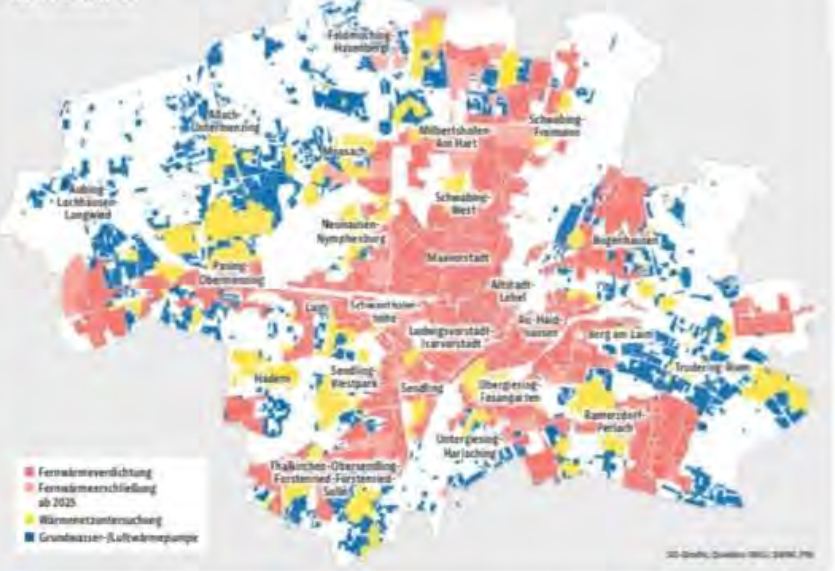 Feldmoching-
Hasenbergl
Allach-
Untermenzing
Moosach
Milbertshofen-
Am Hart
Schwabing-
Freimann
Aubing-
Lochhausen-
Langwied
Schwabing-
West
Neuhausen-
Nymphenburg
Bogenhausen
Maxvorstadt
Pasing-
Obermenzing
Altstadt-
Lehel
Laim
Schwanthaler-
höhe
Au-Haid-
hausen
Ludwigsvorstadt-
Isarvorstadt
Berg am Laim
Trudering-Riem
Hadern
Sendling-
Westpark
Sendling
Obergiesing-
Fasangarten
Ramersdorf-
Perlach
Untergiesing-
Harlaching
Thalkirchen-Obersendling-
Forstenried-Fürstenried-
Solln
Fernwärmeverdichtung
Fernwärmeerschließung
ab 2025
Wärmenetzuntersuchung
Grundwasser-/Luftwärmepumpe
SZ-Grafik; Quellen: